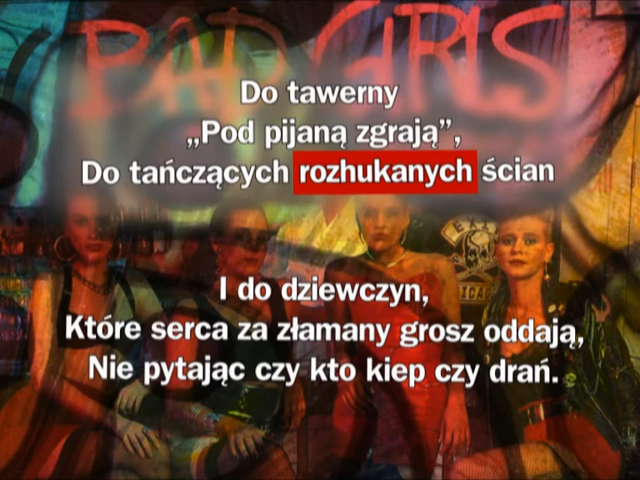 BAD GIRLS
Do tawerny
„Pod pijaną zgrają”,
Do tańczących rozhukanych ścian
I do dziewczyn,
Które serca za złamany grosz oddają,
Nie pytając czy kto kiep czy drań.